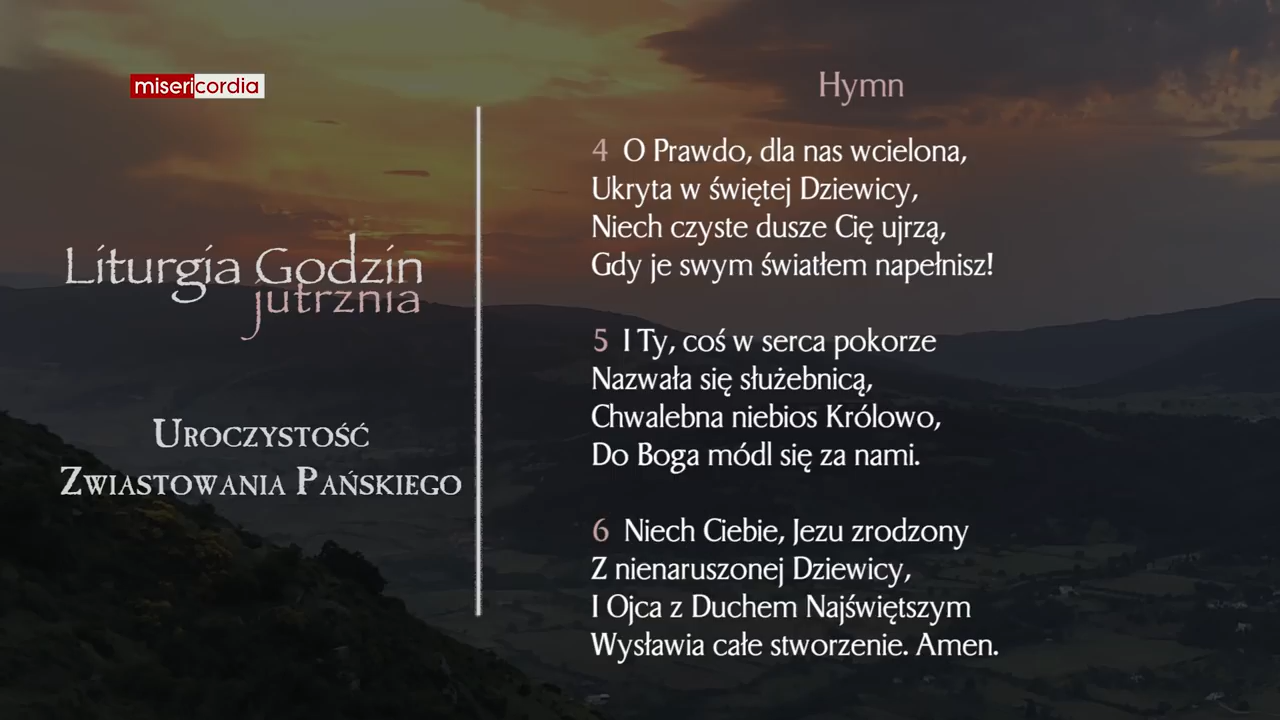 misericordia
Liturgia Godzin
jutrznia
Uroczystość
Zwiastowania Pańskiego
Hymn
4 O Prawdo, dla nas wcielona,
Ukryta w świętej Dziewicy,
Niech czyste dusze Cię ujrzą,
Gdy je swym światłem napełnisz!
5 I Ty, coś w serca pokorze
Nazwała się służebnicą,
Chwalebna niebios Królowo,
Do Boga módl się za nami.
6 Niech Ciebie, Jezu zrodzony
Z nienaruszonej Dziewicy,
I Ojca z Duchem Najświętszym
Wysławia całe stworzenie. Amen.